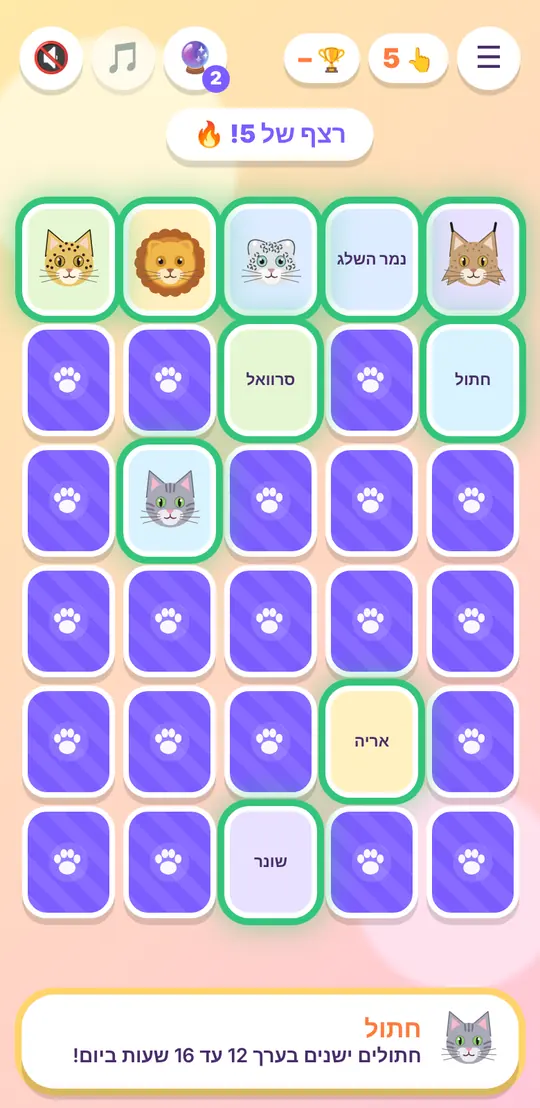 2
–
5
רצף של 5!
נמר השלג
סרוואל
חתול
אריה
שונר
חתול
חתולים ישנים בערך 12 עד 16 שעות ביום!